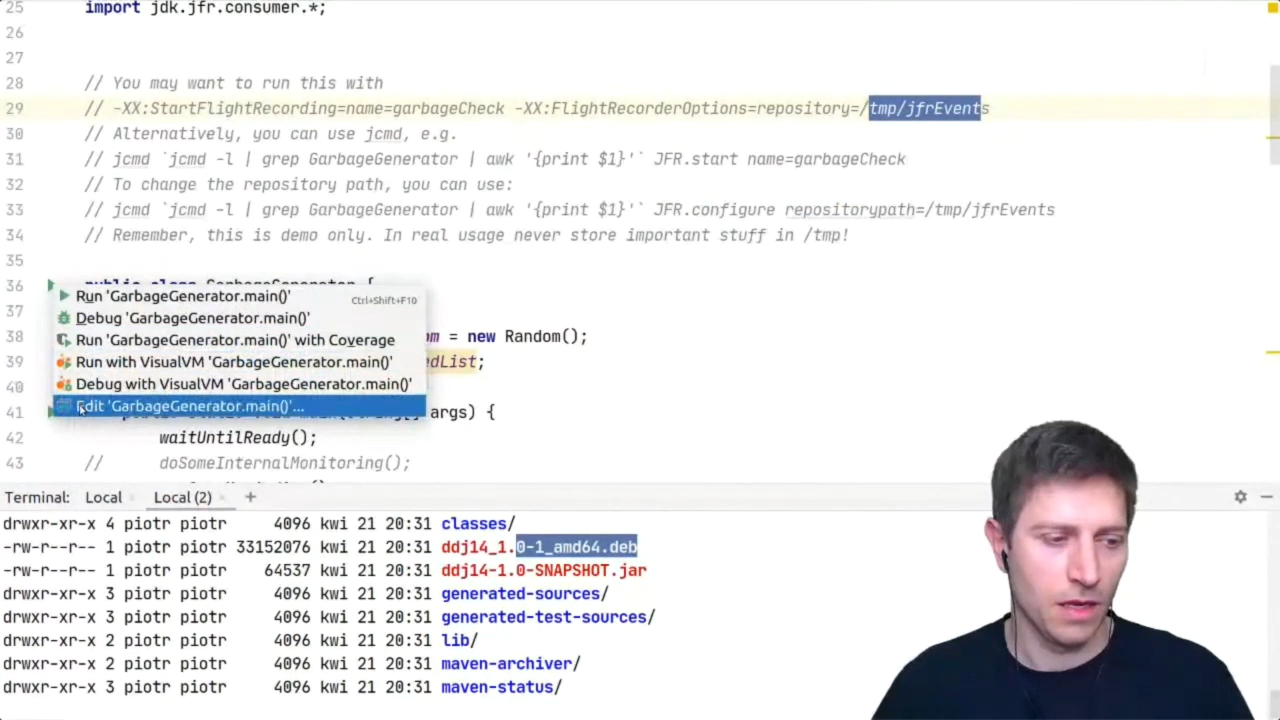 25 import jdk.jfr.consumer.*;
26
27
28 // You may want to run this with
29 // -XX:StartFlightRecording=name=garbageCheck -XX:FlightRecorderOptions=repository=/tmp/jfrEvents
30 // Alternatively, you can use jcmd, e.g.
31 // jcmd `jcmd -l | grep GarbageGenerator | awk '{print $1}'` JFR.start name=garbageCheck
32 // To change the repository path, you can use:
33 // jcmd `jcmd -l | grep GarbageGenerator | awk '{print $1}'` JFR.configure repositorypath=/tmp/jfrEvents
34 // Remember, this is demo only. In real usage never store important stuff in /tmp!
35
36 public class GarbageGenerator {
Run 'GarbageGenerator.main()' Ctrl+Shift+F10
37
Debug 'GarbageGenerator.main()'
38 = new Random();
Run 'GarbageGenerator.main()' with Coverage
39 edList;
Run with VisualVM 'GarbageGenerator.main()'
40
Debug with VisualVM 'GarbageGenerator.main()'
Edit 'GarbageGenerator.main()'...
41 args) {
42 waitUntilReady();
43 // doSomeInternalMonitoring();
Terminal: Local Local (2) +
drwxr-xr-x 4 piotr piotr 4096 kwi 21 20:31 classes/
-rw-r--r-- 1 piotr piotr 33152076 kwi 21 20:31 ddj14_1.0-1_amd64.deb
-rw-r--r-- 1 piotr piotr 64537 kwi 21 20:31 ddj14-1.0-SNAPSHOT.jar
drwxr-xr-x 3 piotr piotr 4096 kwi 21 20:31 generated-sources/
drwxr-xr-x 3 piotr piotr 4096 kwi 21 20:31 generated-test-sources/
drwxr-xr-x 2 piotr piotr 4096 kwi 21 20:31 lib/
drwxr-xr-x 2 piotr piotr 4096 kwi 21 20:31 maven-archiver/
drwxr-xr-x 3 piotr piotr 4096 kwi 21 20:31 maven-status/